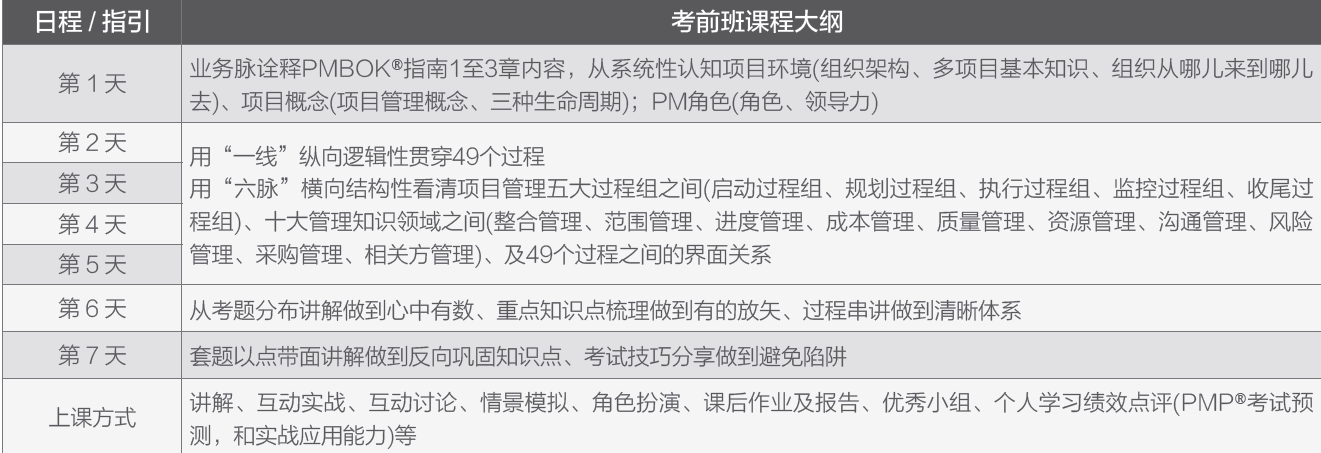 日程 / 指引
考前班课程大纲
第 1 天
业务脉诠释PMBOK®指南1至3章内容，从系统性认知项目环境(组织架构、多项目基本知识、组织从哪儿来到哪儿
去)、项目概念(项目管理概念、三种生命周期)；PM角色(角色、领导力)
第 2 天
第 3 天
第 4 天
第 5 天
用“一线”纵向逻辑性贯穿49个过程
用“六脉”横向结构性看清项目管理五大过程组之间(启动过程组、规划过程组、执行过程组、监控过程组、收尾过
程组)、十大管理知识领域之间(整合管理、范围管理、进度管理、成本管理、质量管理、资源管理、沟通管理、风险
管理、采购管理、相关方管理)、及49个过程之间的界面关系
第 6 天
从考题分布讲解做到心中有数、重点知识点梳理做到有的放矢、过程串讲做到清晰体系
第 7 天
套题以点带面讲解做到反向巩固知识点、考试技巧分享做到避免陷阱
上课方式
讲解、互动实战、互动讨论、情景模拟、角色扮演、课后作业及报告、优秀小组、个人学习绩效点评(PMP®考试预
测，和实战应用能力)等